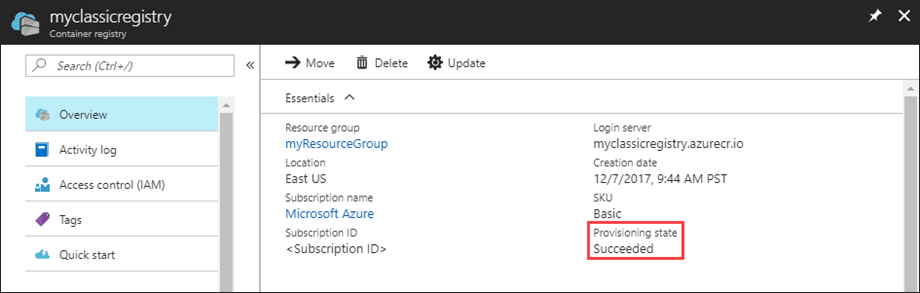 myclassicregistry
Container registry
Search (Ctrl+/)
«
Overview
Activity log
Access control (IAM)
Tags
Quick start
Move Delete Update
Essentials
Resource group
myResourceGroup
Location
East US
Subscription name
Microsoft Azure
Subscription ID
<Subscription ID>
Login server
myclassicregistry.azurecr.io
Creation date
12/7/2017, 9:44 AM PST
SKU
Basic
Provisioning state
Succeeded